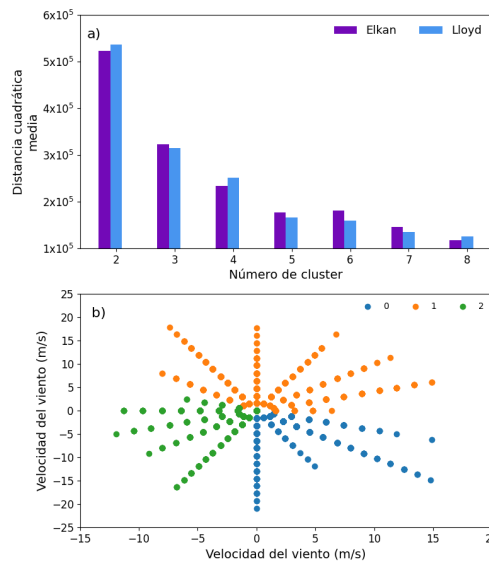 a)
Elkan
Lloyd
6x10⁵
5x10⁵
4x10⁵
3x10⁵
2x10⁵
1x10⁵
Distancia cuadrática
media
2 3 4 5 6 7 8
Número de cluster
b)
0 1 2
25
20
15
10
5
0
−5
−10
−15
−20
−25
Velocidad del viento (m/s)
−15 −10 −5 0 5 10 15
Velocidad del viento (m/s)